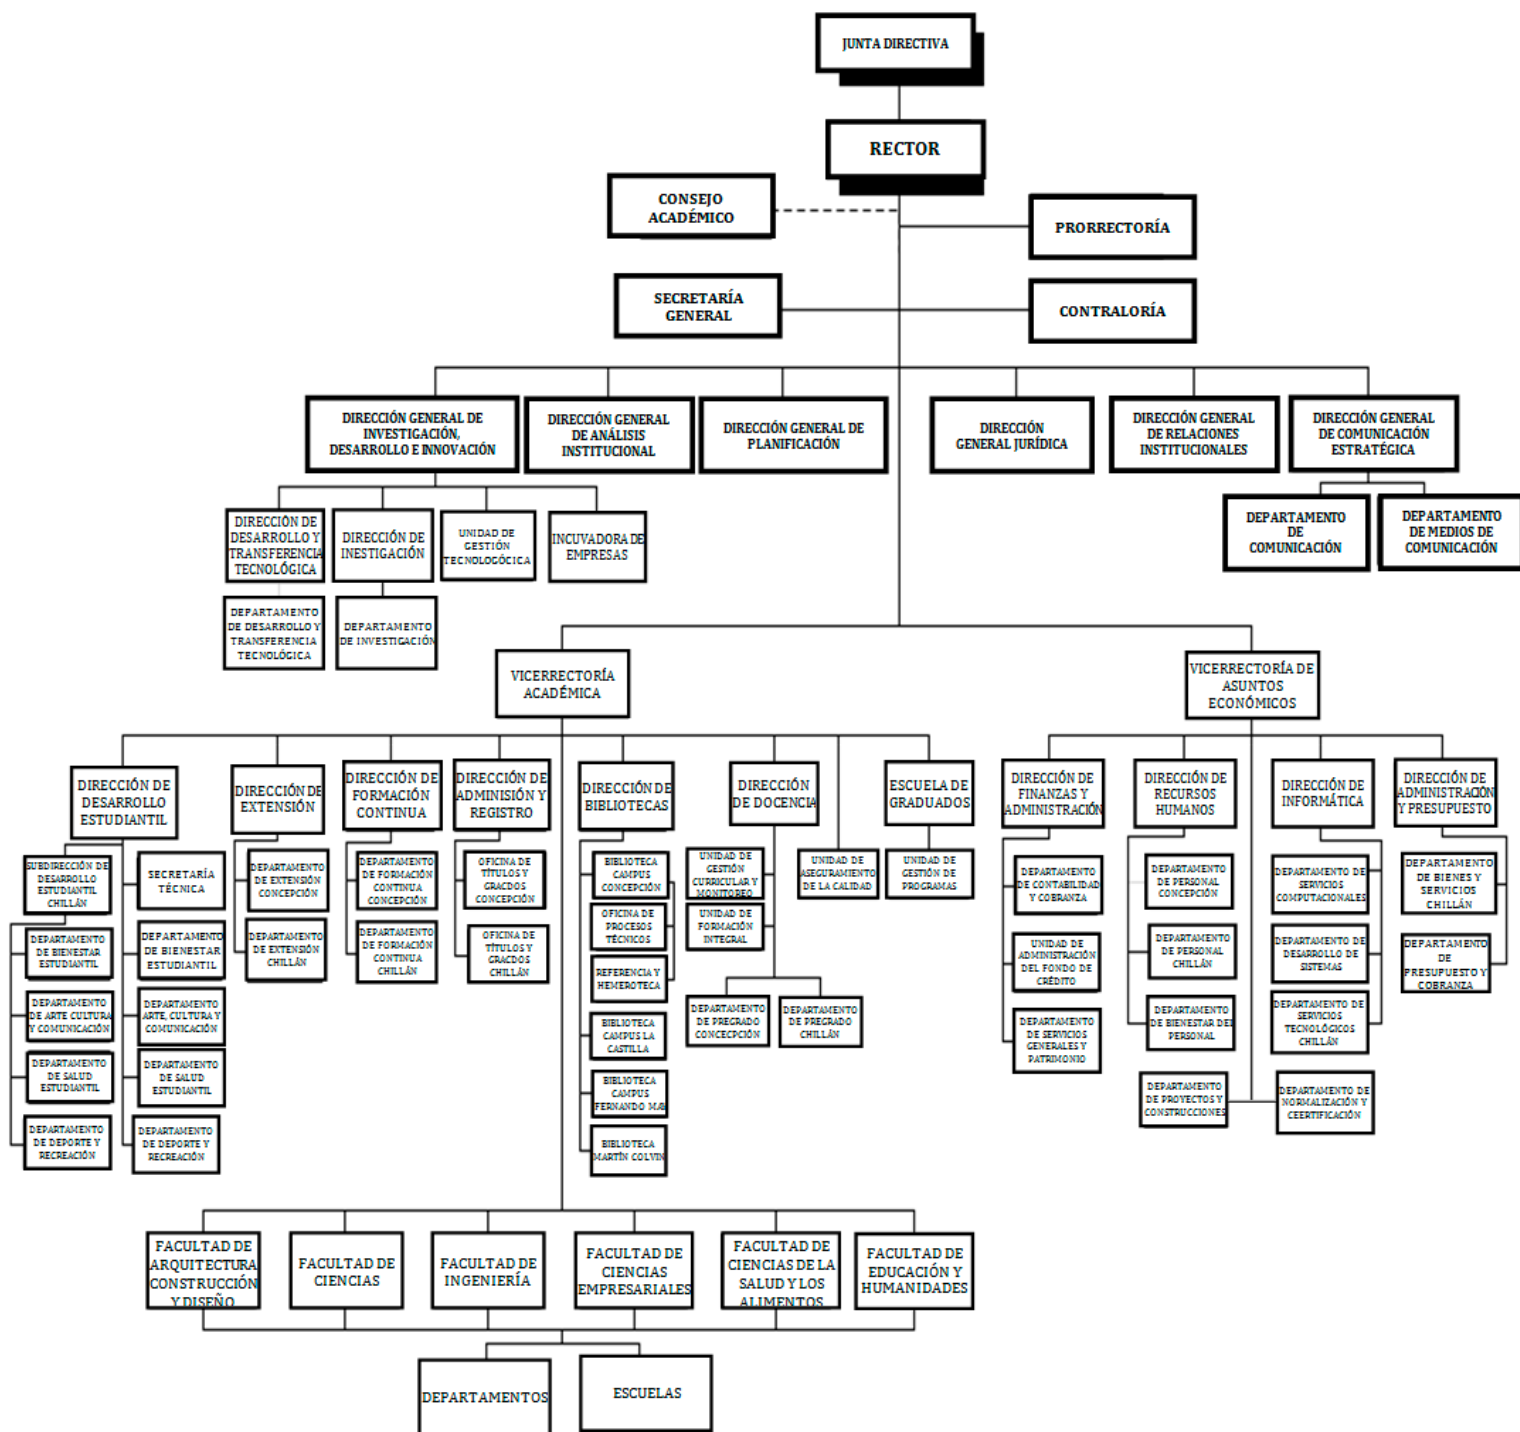 JUNTA DIRECTIVA
RECTOR
CONSEJO
ACADÉMICO
PRORRECTORÍA
SECRETARÍA
GENERAL
CONTRALORÍA
DIRECCIÓN GENERAL DE
INVESTIGACIÓN,
DESARROLLO E INNOVACIÓN
DIRECCIÓN GENERAL
DE ANÁLISIS
INSTITUCIONAL
DIRECCIÓN GENERAL DE
PLANIFICACIÓN
DIRECCIÓN
GENERAL JURÍDICA
DIRECCIÓN GENERAL
DE RELACIONES
INSTITUCIONALES
DIRECCIÓN GENERAL
DE COMUNICACIÓN
ESTRATÉGICA
DIRECCIÓN DE
DESARROLLO Y
TRANSFERENCIA
TECNOLÓGICA
DIRECCIÓN DE
INESTIGACIÓN
UNIDAD DE
GESTIÓN
TECNOLOGÓCICA
INCUVADORA DE
EMPRESAS
DEPARTAMENTO
DE
COMUNICACIÓN
DEPARTAMENTO
DE MEDIOS DE
COMUNICACIÓN
DEPARTAMENTO
DE DESARROLLO Y
TRANSFERENCIA
TECNOLÓGICA
DEPARTAMENTO
DE INVESTIGACIÓN
VICERRECTORÍA
ACADÉMICA
VICERRECTORÍA DE
ASUNTOS
ECONÓMICOS
DIRECCIÓN DE
DESARROLLO
ESTUDIANTIL
DIRECCIÓN DE
EXTENSIÓN
DIRECCIÓN DE
FORMACIÓN
CONTINUA
DIRECCIÓN DE
ADMINISIÓN Y
REGISTRO
DIRECCIÓN DE
BIBLIOTECAS
DIRECCIÓN
DE DOCENCIA
ESCUELA DE
GRADUADOS
DIRECCIÓN DE
FINANZAS Y
ADMINISTRACIÓN
DIRECCIÓN DE
RECURSOS
HUMANOS
DIRECCIÓN DE
INFORMÁTICA
DIRECCIÓN DE
ADMINISTRACIÓN
Y PRESUPUESTO
SUBDIRECCIÓN DE
DESARROLLO
ESTUDIANTIL
CHILLÁN
DEPARTAMENTO
DE BIENESTAR
ESTUDIANTIL
DEPARTAMENTO
DE ARTE CULTURA
Y COMUNICACIÓN
DEPARTAMENTO
DE SALUD
ESTUDIANTIL
DEPARTAMENTO
DE DEPORTE Y
RECREACIÓN
SECRETARÍA
TÉCNICA
DEPARTAMENTO
DE BIENESTAR
ESTUDIANTIL
DEPARTAMENTO
ARTE, CULTURA Y
COMUNICACIÓN
DEPARTAMENTO
DE SALUD
ESTUDIANTIL
DEPARTAMENTO
DE DEPORTE Y
RECREACIÓN
DEPARTAMENTO
DE EXTENSIÓN
CONCEPCIÓN
DEPARTAMENTO
DE EXTENSIÓN
CHILLÁN
DEPARTAMENTO
DE FORMACIÓN
CONTINUA
CONCEPCIÓN
DEPARTAMENTO
DE FORMACIÓN
CONTINUA
CHILLÁN
OFICINA DE
TÍTULOS Y
GRACDOS
CONCEPCIÓN
OFICINA DE
TÍTULOS Y
GRACDOS CHILLÁN
BIBLIOTECA
CAMPUS
CONCEPCIÓN
OFICINA DE
PROCESOS
TÉCNICOS
REFERENCIA Y
HEMEROTECA
BIBLIOTECA
CAMPUS LA
CASTILLA
BIBLIOTECA
CAMPUS
FERNANDO MAY
BIBLIOTECA
MARTÍN COLVIN
UNIDAD DE
GESTIÓN
CURRICULAR Y
MONITOREO
UNIDAD DE
FORMACIÓN
INTEGRAL
DEPARTAMENTO
DE PREGRADO
CONCEPCIÓN
DEPARTAMENTO
DE PREGRADO
CHILLÁN
UNIDAD DE
ASEGURAMIENTO
DE LA CALIDAD
UNIDAD DE
GESTIÓN DE
PROGRAMAS
DEPARTAMENTO
DE CONTABILIDAD
Y COBRANZA
UNIDAD DE
ADMINISTRACIÓN
DEL FONDO DE
CRÉDITO
DEPARTAMENTO
DE SERVICIOS
GENERALES Y
PATRIMONIO
DEPARTAMENTO
DE PERSONAL
CONCEPCIÓN
DEPARTAMENTO
DE PERSONAL
CHILLÁN
DEPARTAMENTO
DE BIENESTAR DEL
PERSONAL
DEPARTAMENTO DE
SERVICIOS
COMPUTACIONALES
DEPARTAMENTO DE
DESARROLLO DE
SISTEMAS
DEPARTAMENTO DE
SERVICIOS
TECNOLÓGICOS
CHILLÁN
DEPARTAMENTO
DE BIENES Y
SERVICIOS
CHILLÁN
DEPARTAMENTO
DE
PRESUPUESTO Y
COBRANZA
DEPARTAMENTO
DE PROYECTOS Y
CONSTRUCCIONES
DEPARTAMENTO DE
NORMALIZACIÓN Y
CEERTIFICACIÓN
FACULTAD DE
ARQUITECTURA
CONSTRUCCIÓN
Y DISEÑO
FACULTAD DE
CIENCIAS
FACULTAD DE
INGENIERÍA
FACULTAD DE
CIENCIAS
EMPRESARIALES
FACULTAD DE
CIENCIAS DE LA
SALUD Y LOS
ALIMENTOS
FACULTAD DE
EDUCACIÓN Y
HUMANIDADES
DEPARTAMENTOS
ESCUELAS